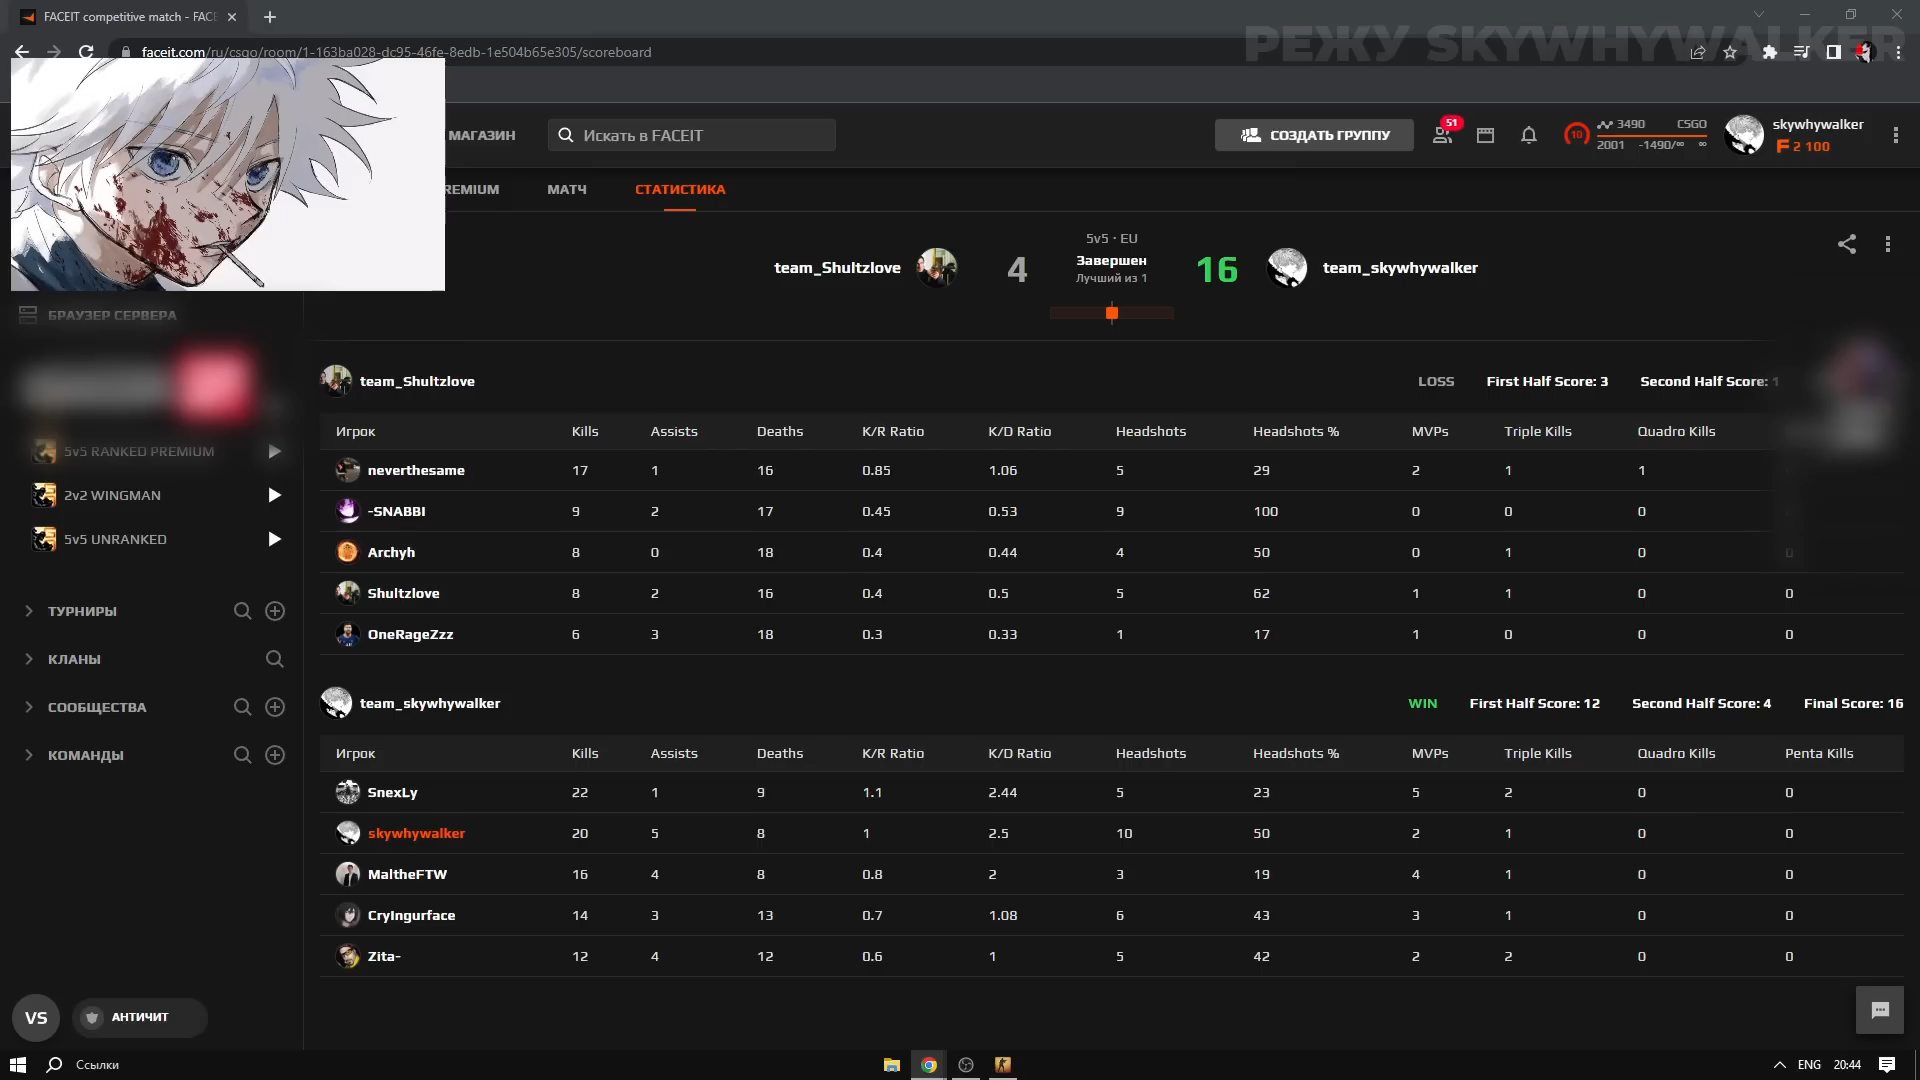 FACEIT competitive match - FACE
РЕЖУ SKYWHYWALKER
faceit.com/ru/csgo/room/1-163ba028-dc95-46fe-8edb-1e504b65e305/scoreboard
МАГАЗИН
Искать в FACEIT
СОЗДАТЬ ГРУППУ
51
10
3490 CSGO
2001 -1490/∞ ∞
skywhywalker
2 100
REMIUM МАТЧ СТАТИСТИКА
team_Shultzlove 4
5v5 · EU
Завершен
Лучший из 1
16 team_skywhywalker
БРАУЗЕР СЕРВЕРА
5v5 RANKED PREMIUM
2v2 WINGMAN
5v5 UNRANKED
ТУРНИРЫ
КЛАНЫ
СООБЩЕСТВА
КОМАНДЫ
team_Shultzlove LOSS First Half Score: 3 Second Half Score: 1
Игрок Kills Assists Deaths K/R Ratio K/D Ratio Headshots Headshots % MVPs Triple Kills Quadro Kills
neverthesame 17 1 16 0.85 1.06 5 29 2 1 1
-SNABBI 9 2 17 0.45 0.53 9 100 0 0 0
Archyh 8 0 18 0.4 0.44 4 50 0 1 0 0
Shultzlove 8 2 16 0.4 0.5 5 62 1 1 0 0
OneRageZzz 6 3 18 0.3 0.33 1 17 1 0 0 0
team_skywhywalker WIN First Half Score: 12 Second Half Score: 4 Final Score: 16
Игрок Kills Assists Deaths K/R Ratio K/D Ratio Headshots Headshots % MVPs Triple Kills Quadro Kills Penta Kills
SnexLy 22 1 9 1.1 2.44 5 23 5 2 0 0
skywhywalker 20 5 8 1 2.5 10 50 2 1 0 0
MaltheFTW 16 4 8 0.8 2 3 19 4 1 0 0
CryIngurface 14 3 13 0.7 1.08 6 43 3 1 0 0
Zita- 12 4 12 0.6 1 5 42 2 2 0 0
VS
АНТИЧИТ
Ссылки
ENG 20:44